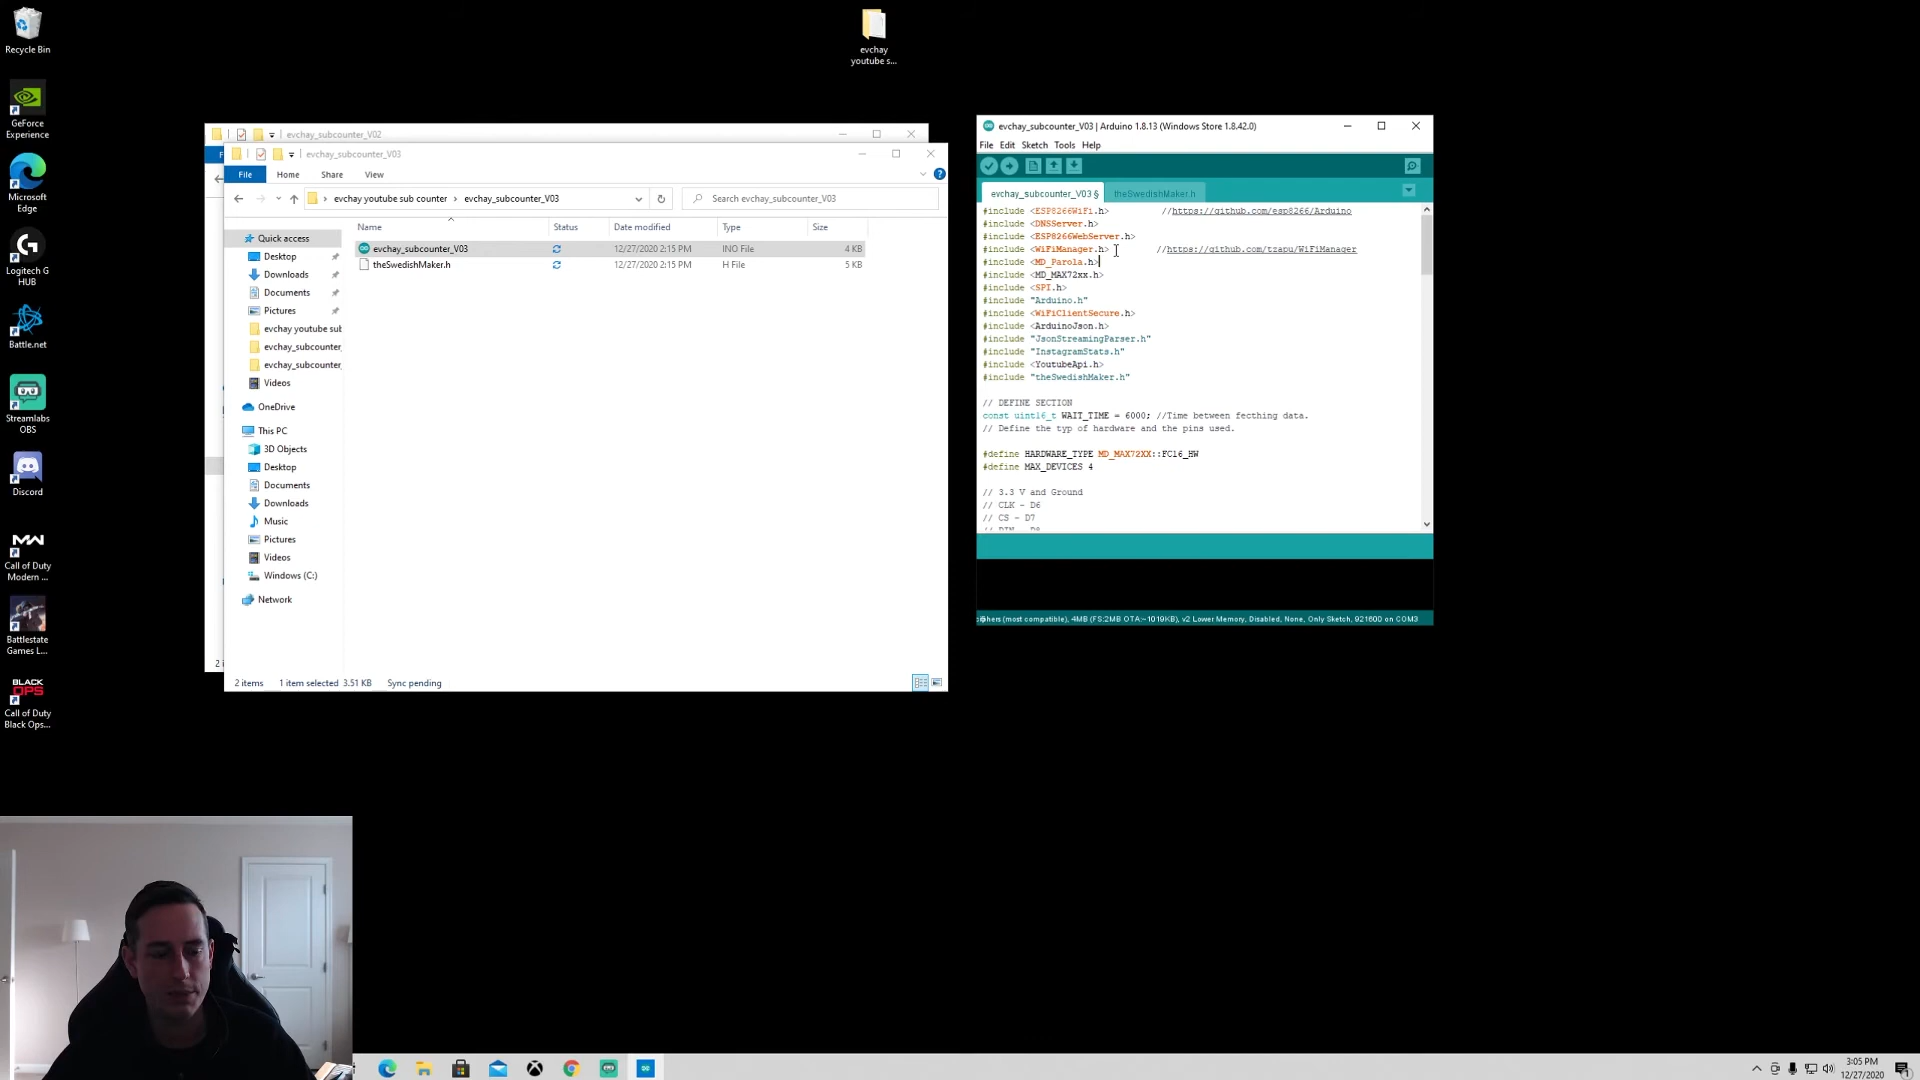 Recycle Bin
GeForce
Experience
Microsoft
Edge
Logitech G
HUB
Battle.net
Streamlabs
OBS
Discord
Call of Duty
Modern ...
Battlestate
Games L...
BLACK
OPS
Call of Duty
Black Ops...
evchay
youtube s...
evchay_subcounter_V02
evchay_subcounter_V03
File
Home
Share
View
evchay youtube sub counter
evchay_subcounter_V03
Search evchay_subcounter_V03
Name
Status
Date modified
Type
Size
evchay_subcounter_V03
12/27/2020 2:15 PM
INO File
4 KB
theSwedishMaker.h
12/27/2020 2:15 PM
H File
5 KB
Quick access
Desktop
Downloads
Documents
Pictures
evchay youtube sub
evchay_subcounter_
evchay_subcounter_
Videos
OneDrive
This PC
3D Objects
Desktop
Documents
Downloads
Music
Pictures
Videos
Windows (C:)
Network
2 items
1 item selected 3.51 KB
Sync pending
evchay_subcounter_V03 | Arduino 1.8.13 (Windows Store 1.8.42.0)
File Edit Sketch Tools Help
evchay_subcounter_V03 §
theSwedishMaker.h
#include <ESP8266WiFi.h> //https://github.com/esp8266/Arduino
#include <DNSServer.h>
#include <ESP8266WebServer.h>
#include <WiFiManager.h> //https://github.com/tzapu/WiFiManager
#include <MD_Parola.h>
#include <MD_MAX72xx.h>
#include <SPI.h>
#include "Arduino.h"
#include <WiFiClientSecure.h>
#include <ArduinoJson.h>
#include "JsonStreamingParser.h"
#include "InstagramStats.h"
#include <YoutubeApi.h>
#include "theSwedishMaker.h"
// DEFINE SECTION
const uint16_t WAIT_TIME = 6000; //Time between fecthing data.
// Define the typ of hardware and the pins used.
#define HARDWARE_TYPE MD_MAX72XX::FC16_HW
#define MAX_DEVICES 4
// 3.3 V and Ground
// CLK - D6
// CS - D7
// DIN - D8
hers (most compatible), 4MB (FS:2MB OTA:~1019KB), v2 Lower Memory, Disabled, None, Only Sketch, 921600 on COM3
3:05 PM
12/27/2020